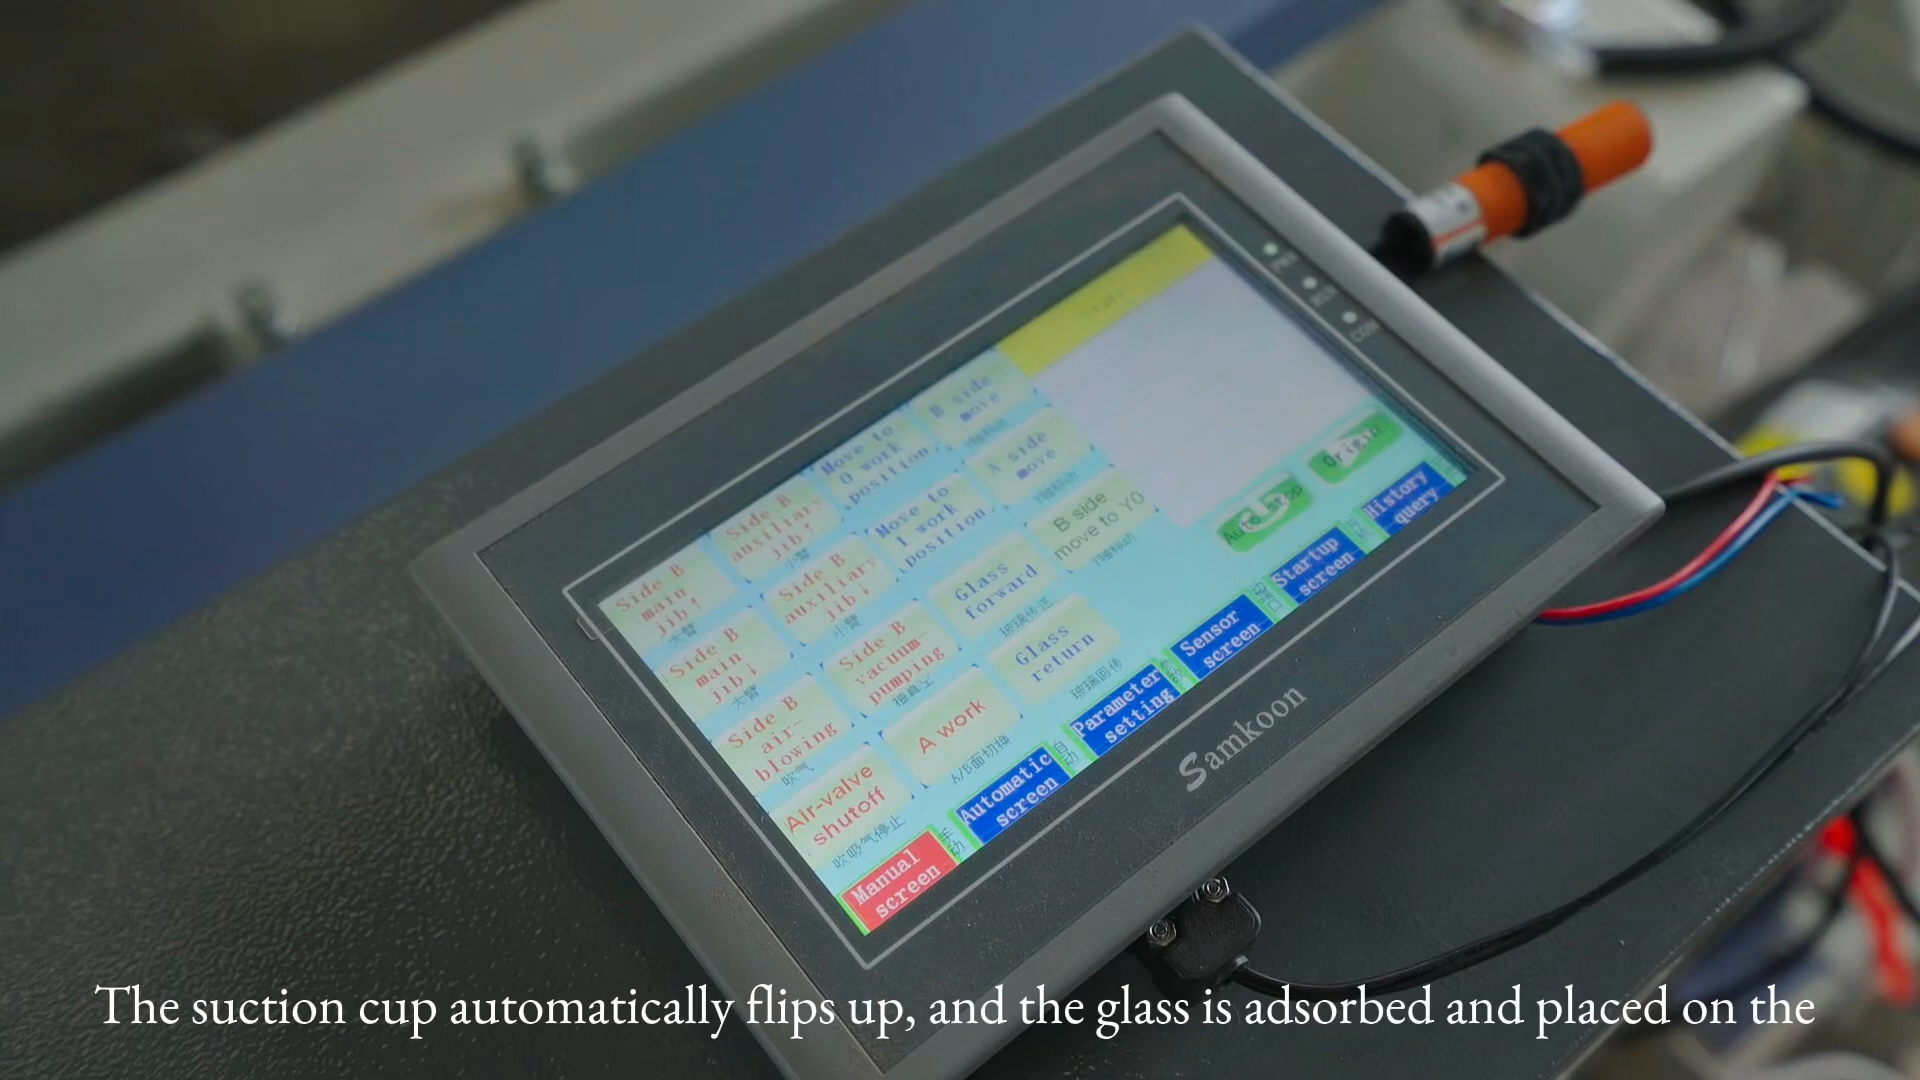 B side
move
Move to
0 work
position
A side
move
Side B
auxiliary
jib↑
小臂
Move to
1 work
position
B side
move to Y0
Side B
main
jib↑
大臂
Side B
auxiliary
jib↓
小臂
Glass
forward
玻璃传送
Side B
main
jib↓
大臂
Side B
vacuum
pumping
抽真空
Glass
return
玻璃回传
Side B
air-
blowing
吹气
A work
A/B面切换
Air-valve
shutoff
吹吸气停止
Origin
Manual
screen
手动
Automatic
screen
自动
Parameter
setting
Sensor
screen
Startup
screen
History
query
Samkoon
The suction cup automatically flips up, and the glass is adsorbed and placed on the